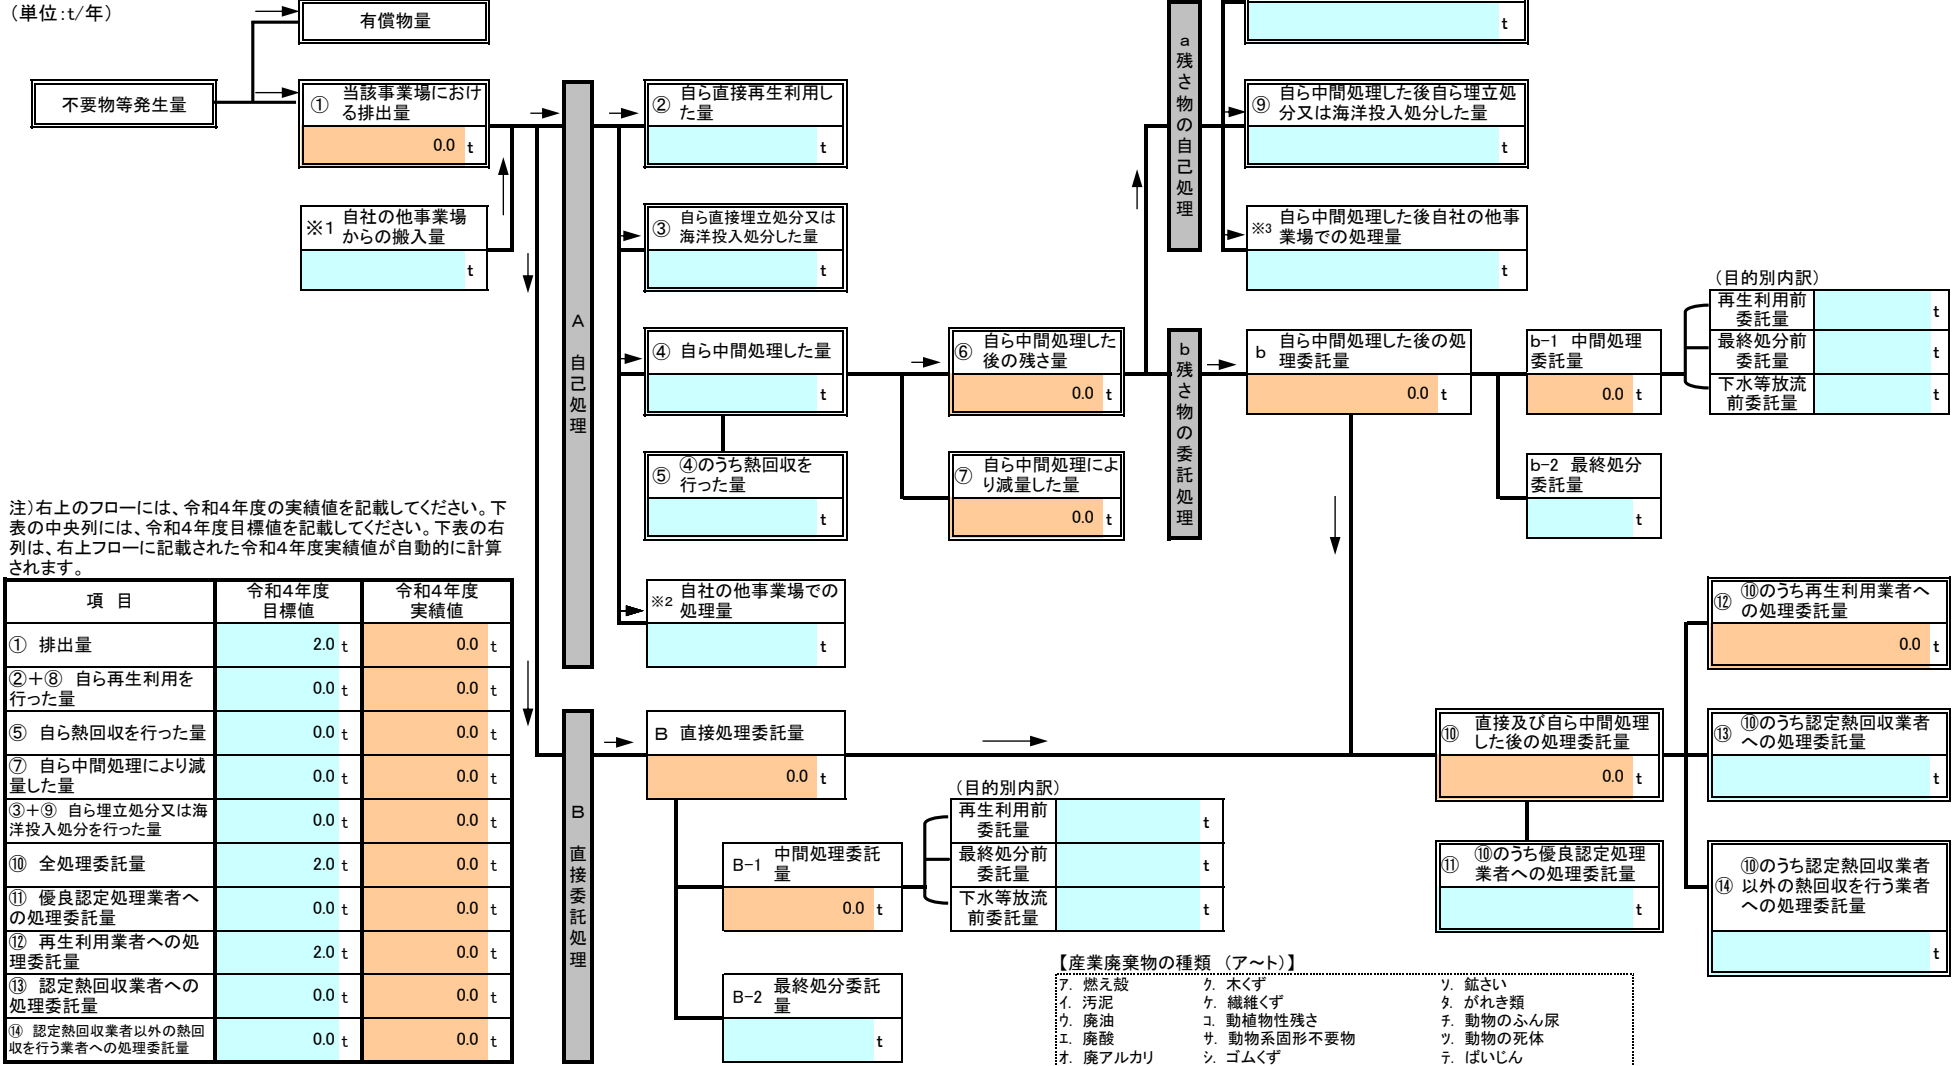 （単位：t/年）
有償物量
不要物等発生量
①
当該事業場におけ
る排出量
0.0 t
※1
自社の他事業場
からの搬入量
t
A 自己処理
②
自ら直接再生利用し
た量
t
③
自ら直接埋立処分又は
海洋投入処分した量
t
④ 自ら中間処理した量
t
⑤
④のうち熱回収を
行った量
t
※2
自社の他事業場での
処理量
t
⑥
自ら中間処理した
後の残さ量
0.0 t
⑦
自ら中間処理によ
り減量した量
0.0 t
a 残さ物の自己処理
t
⑨
自ら中間処理した後自ら埋立処
分又は海洋投入処分した量
t
※3
自ら中間処理した後自社の他事
業場での処理量
t
b 残さ物の委託処理
b
自ら中間処理した後の処
理委託量
0.0 t
b-1 中間処理
委託量
0.0 t
b-2 最終処分
委託量
t
（目的別内訳）
再生利用前
委託量
t
最終処分前
委託量
t
下水等放流
前委託量
t
注）右上のフローには、令和４年度の実績値を記載してください。下
表の中央列には、令和４年度目標値を記載してください。下表の右
列は、右上フローに記載された令和４年度実績値が自動的に計算
されます。
項 目
令和４年度
目標値
令和４年度
実績値
① 排出量
2.0 t
0.0 t
②＋⑧ 自ら再生利用を
行った量
0.0 t
0.0 t
⑤ 自ら熱回収を行った量
0.0 t
0.0 t
⑦ 自ら中間処理により減
量した量
0.0 t
0.0 t
③＋⑨ 自ら埋立処分又は海
洋投入処分を行った量
0.0 t
0.0 t
⑩ 全処理委託量
2.0 t
0.0 t
⑪ 優良認定処理業者へ
の処理委託量
0.0 t
0.0 t
⑫ 再生利用業者への処
理委託量
2.0 t
0.0 t
⑬ 認定熱回収業者への
処理委託量
0.0 t
0.0 t
⑭ 認定熱回収業者以外の熱回
収を行う業者への処理委託量
0.0 t
0.0 t
B 直接委託処理
B 直接処理委託量
0.0 t
B-1
中間処理委託
量
0.0 t
B-2
最終処分委託
量
t
（目的別内訳）
再生利用前
委託量
t
最終処分前
委託量
t
下水等放流
前委託量
t
⑩
直接及び自ら中間処理
した後の処理委託量
0.0 t
⑪
⑩のうち優良認定処理
業者への処理委託量
t
⑫
⑩のうち再生利用業者へ
の処理委託量
0.0 t
⑬
⑩のうち認定熱回収業者
への処理委託量
t
⑭
⑩のうち認定熱回収業者
以外の熱回収を行う業者
への処理委託量
t
【産業廃棄物の種類 （ア～ト）】
ア. 燃え殻 ク. 木くず ソ. 鉱さい
イ. 汚泥 ケ. 繊維くず タ. がれき類
ウ. 廃油 コ. 動植物性残さ チ. 動物のふん尿
エ. 廃酸 サ. 動物系固形不要物 ツ. 動物の死体
オ. 廃アルカリ シ. ゴムくず テ. ばいじん